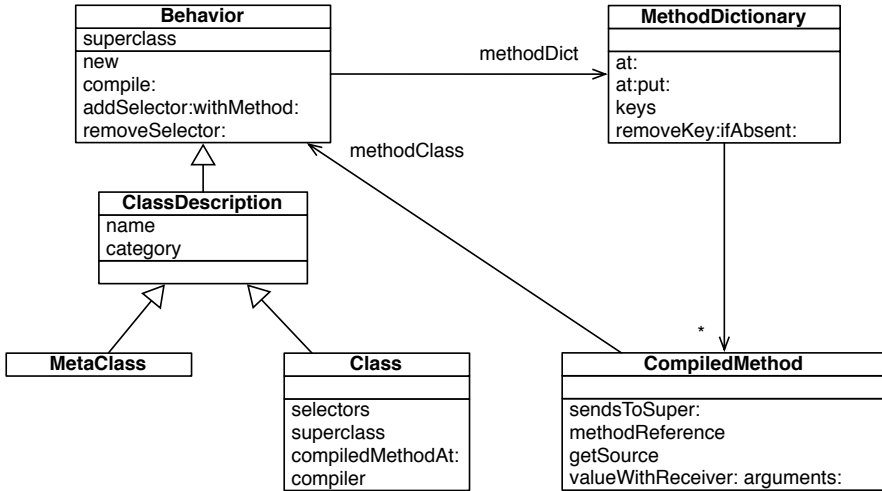 Behavior
superclass
new
compile:
addSelector:withMethod:
removeSelector:
methodDict
MethodDictionary
at:
at:put:
keys
removeKey:ifAbsent:
methodClass
ClassDescription
name
category
*
MetaClass
Class
selectors
superclass
compiledMethodAt:
compiler
CompiledMethod
sendsToSuper:
methodReference
getSource
valueWithReceiver: arguments: